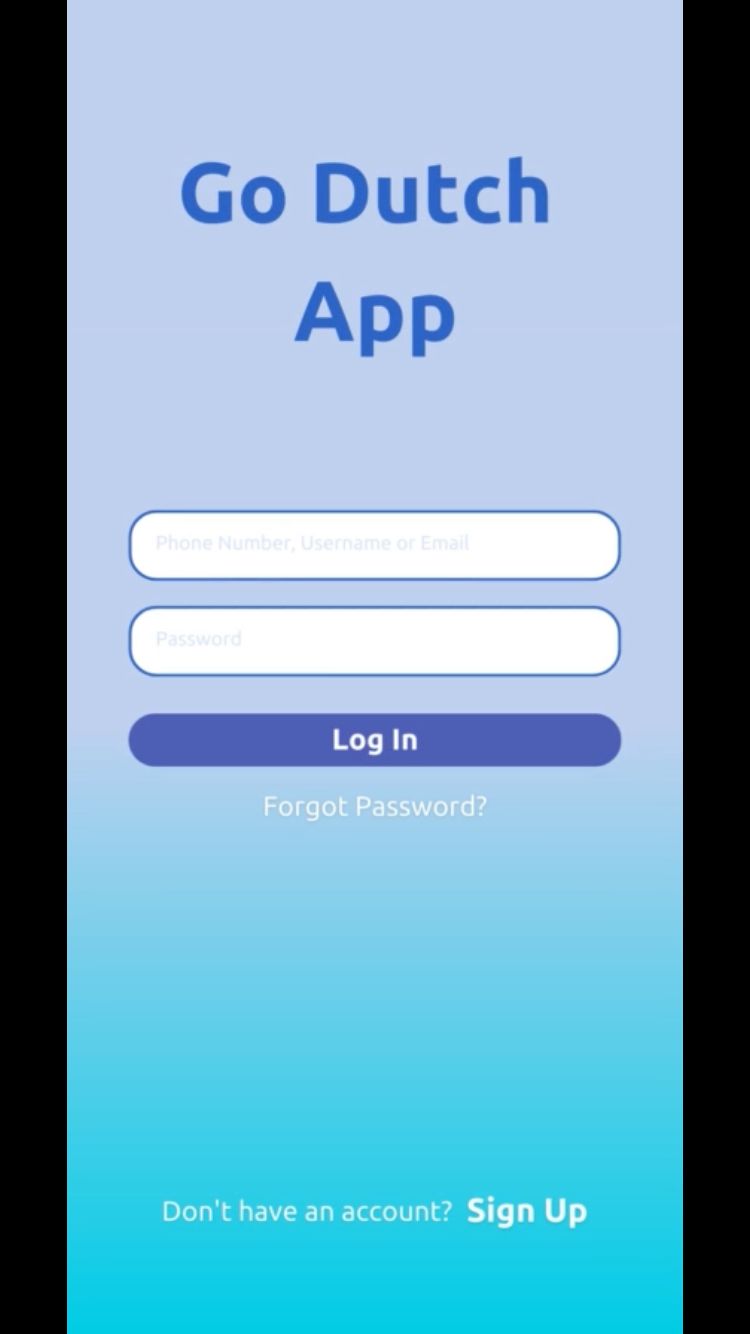 Go Dutch
App
Phone Number, Username or Email
Password
Log In
Forgot Password?
Don't have an account? Sign Up